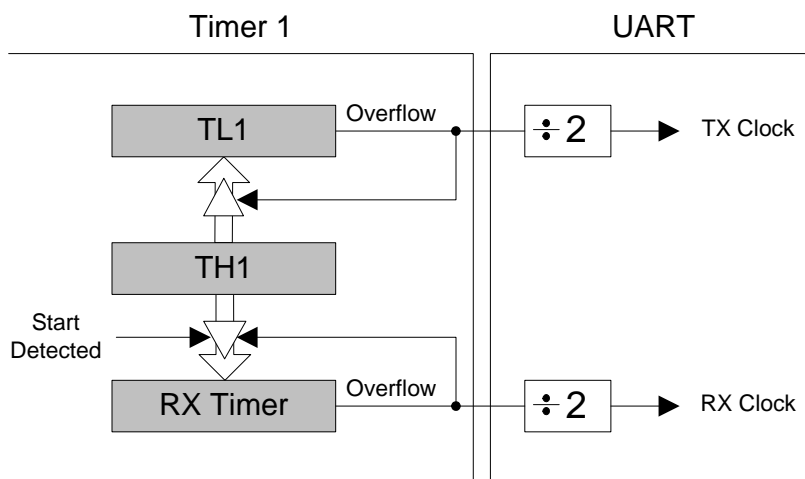 Timer 1
UART
TL1
Overflow
÷ 2
TX Clock
TH1
Start
Detected
RX Timer
Overflow
÷ 2
RX Clock